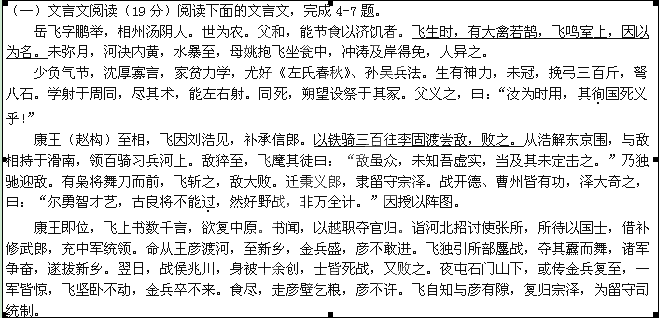 （一）文言文阅读（19 分）阅读下面的文言文，完成 4-7 题。
岳飞字鹏举，相州汤阴人。世为农。父和，能节食以济饥者。飞生时，有大禽若鹄，飞鸣室上，因以
为名。未弥月，河决内黄，水暴至，母姚抱飞坐瓮中，冲涛及岸得免，人异之。
少负气节，沈厚寡言，家贫力学，尤好《左氏春秋》、孙吴兵法。生有神力，未冠，挽弓三百斤，弩
八石。学射于周同，尽其术，能左右射。同死，朔望设祭于其冢。父义之，曰：“汝为时用，其徇国死义
乎！”
康王（赵构）至相，飞因刘浩见，补承信郎。以铁骑三百往李固渡尝敌，败之。从浩解东京围，与敌
相持于滑南，领百骑习兵河上。敌猝至，飞麾其徒曰：“敌虽众，未知吾虚实，当及其未定击之。”乃独
驰迎敌。有枭将舞刀而前，飞斩之，敌大败。迁秉义郎，隶留守宗泽。战开德、曹州皆有功，泽大奇之，
曰：“尔勇智才艺，古良将不能过，然好野战，非万全计。”因授以阵图。
康王即位，飞上书数千言，欲复中原。书闻，以越职夺官归。诣河北招讨使张所，所待以国士，借补
修武郎，充中军统领。命从王彦渡河，至新乡，金兵盛，彦不敢进。飞独引所部鏖战，夺其纛而舞，诸军
争奋，遂拔新乡。翌日，战侯兆川，身被十余创，士皆死战，又败之。夜屯石门山下，或传金兵复至，一
军皆惊，飞坚卧不动，金兵卒不来。食尽，走彦壁乞粮，彦不许。飞自知与彦有隙，复归宗泽，为留守司
统制。